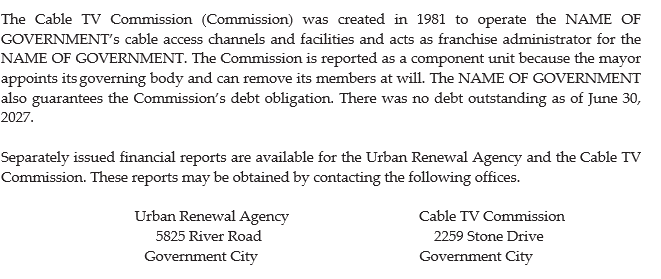 The Cable TV Commission (Commission) was created in 1981 to operate the NAME OF
GOVERNMENT's cable access channels and facilities and acts as franchise administrator for the
NAME OF GOVERNMENT. The Commission is reported as a component unit because the mayor
appoints its governing body and can remove its members at will. The NAME OF GOVERNMENT
also guarantees the Commission's debt obligation. There was no debt outstanding as of June 30,
2027.
Separately issued financial reports are available for the Urban Renewal Agency and the Cable TV
Commission. These reports may be obtained by contacting the following offices.
Urban Renewal Agency Cable TV Commission
5825 River Road 2259 Stone Drive
Government City Government City